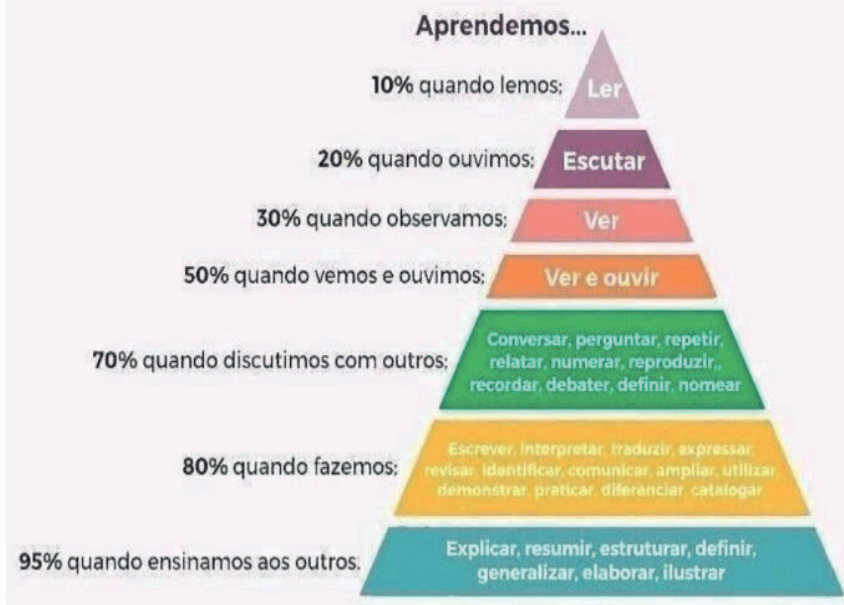 Aprendemos...
10% quando lemos;
Ler
20% quando ouvimos;
Escutar
30% quando observamos;
Ver
50% quando vemos e ouvimos;
Ver e ouvir
70% quando discutimos com outros;
Conversar, perguntar, repetir,
relatar, numerar, reproduzir,,
recordar, debater, definir, nomear
80% quando fazemos;
Escrever, interpretar, traduzir, expressar,
revisar, identificar, comunicar, ampliar, utilizar,
demonstrar, praticar, diferenciar, catalogar
95% quando ensinamos aos outros.
Explicar, resumir, estruturar, definir,
generalizar, elaborar, ilustrar